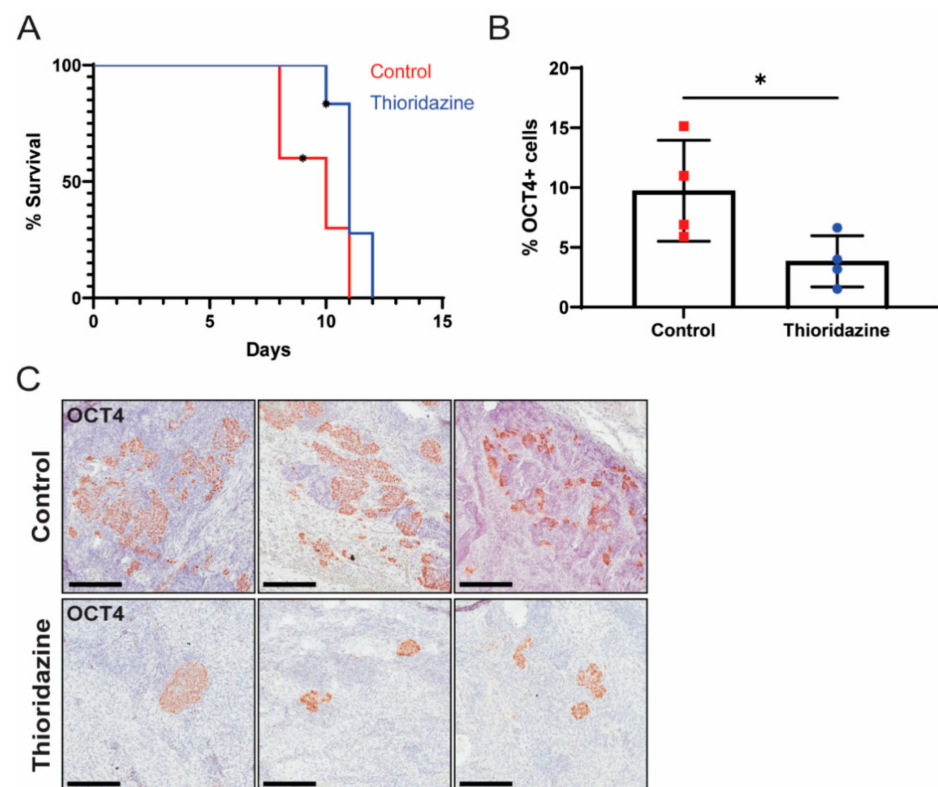 A
% Survival
100
50
0
0 5 10 15
Days
Control
Thioridazine
B
% OCT4+ cells
20
15
10
5
0
*
Control Thioridazine
C
Control
OCT4
Thioridazine
OCT4